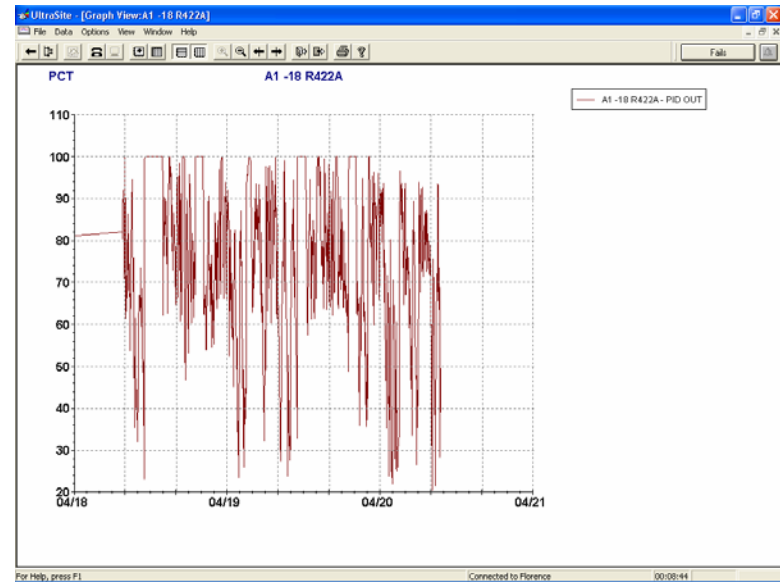 UltraSite - [Graph View:A1 -18 R422A]
File Data Options View Window Help
Fails
PCT
A1 -18 R422A
A1 -18 R422A - PID OUT
110
100
90
80
70
60
50
40
30
20
04/18 04/19 04/20 04/21
For Help, press F1 Connected to Florence 00:08:44